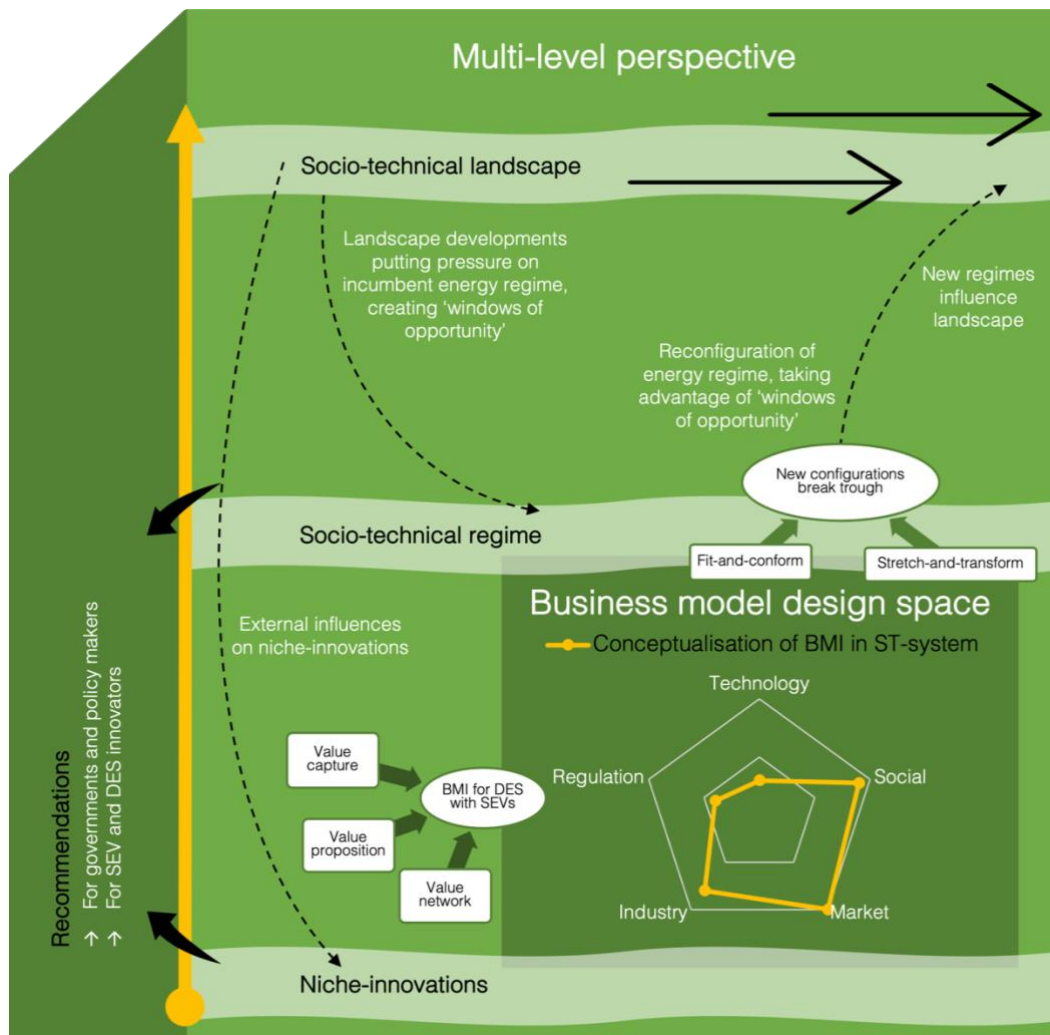 Multi-level perspective
Socio-technical landscape
Landscape developments
putting pressure on
incumbent energy regime,
creating ‘windows of
opportunity’
New regimes
influence
landscape
Reconfiguration of
energy regime, taking
advantage of ‘windows
of opportunity’
New configurations
break trough
Socio-technical regime
Fit-and-conform
Stretch-and-transform
Business model design space
Conceptualisation of BMI in ST-system
External influences
on niche-innovations
Technology
Regulation
Social
Industry
Market
Value
capture
BMI for DES
with SEVs
Value
proposition
Value
network
Niche-innovations
Recommendations
→ For governments and policy makers
→ For SEV and DES innovators